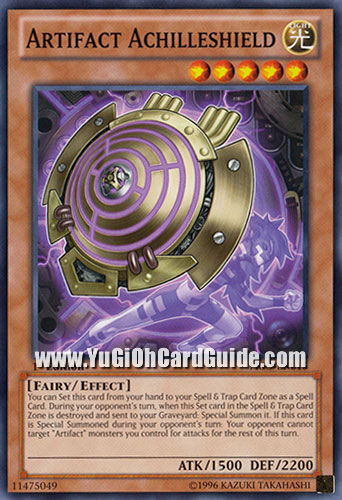 ARTIFACT ACHILLESHIELD
LIGHT
光
www.YuGiOhCardGuide.com
[FAIRY/EFFECT]
You can Set this card from your hand to your Spell & Trap Card Zone as a Spell
Card. During your opponent's turn, when this Set card in the Spell & Trap Card
Zone is destroyed and sent to your Graveyard: Special Summon it. If this card
is Special Summoned during your opponent's turn: Your opponent cannot
target "Artifact" monsters you control for attacks for the rest of this turn.
ATK/1500 DEF/2200
11475049
©1996 KAZUKI TAKAHASHI